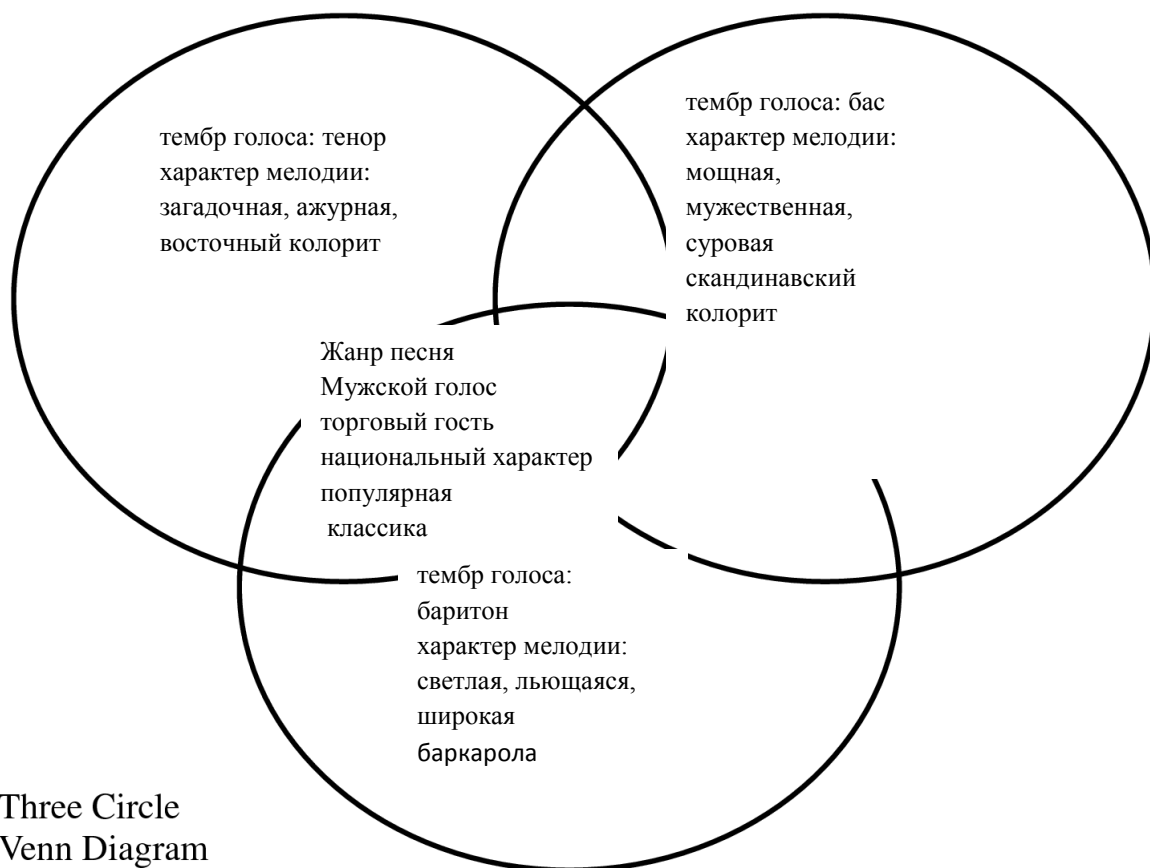 тембр голоса: тенор
характер мелодии:
загадочная, ажурная,
восточный колорит
тембр голоса: бас
характер мелодии:
мощная,
мужественная,
суровая
скандинавский
колорит
Жанр песня
Мужской голос
торговый гость
национальный характер
популярная
классика
тембр голоса:
баритон
характер мелодии:
светлая, льющаяся,
широкая
баркарола
Three Circle
Venn Diagram